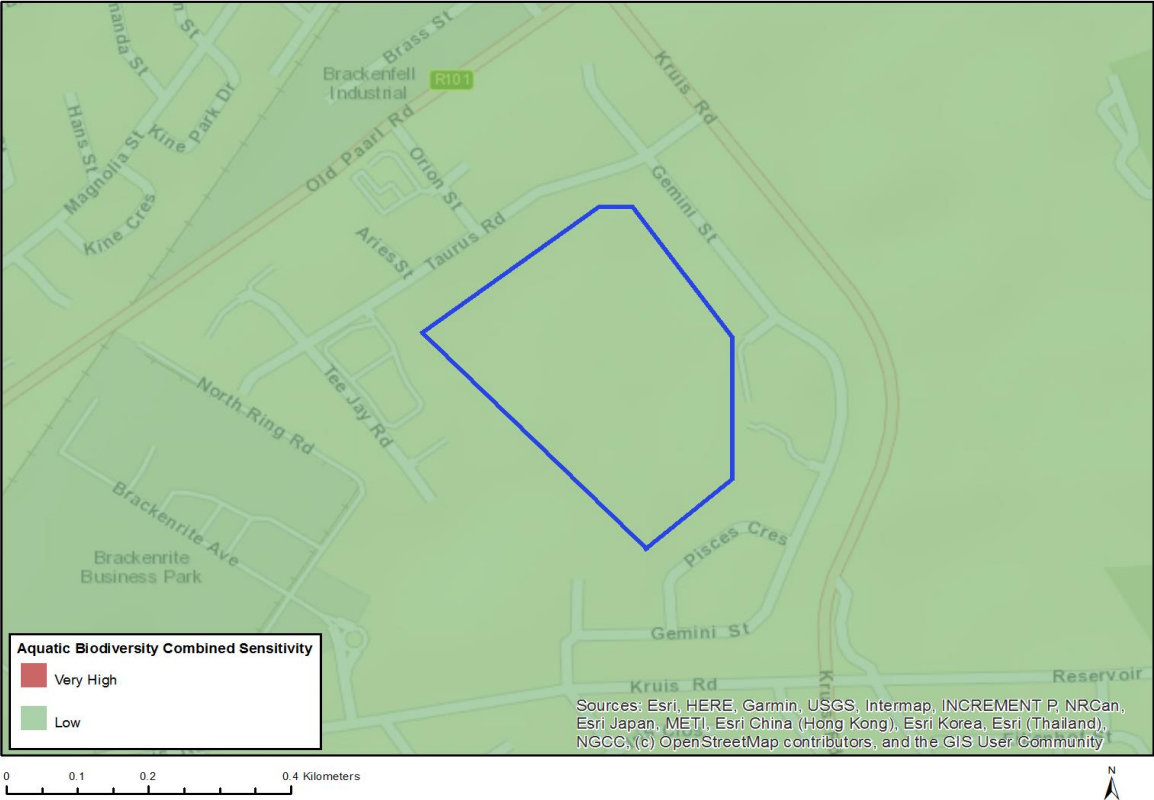 manda St
n St
Brass St
Brackenfell
Industrial
R101
Kruis Rd
Hans St
Kine Park Dr
Magnolia St
Old Paarl Rd
Orion St
Gemini St
Kine Cres
Aries St
Taurus Rd
North Ring Rd
Tee Jay Rd
Brackenrite Ave
Brackenrite
Business Park
Pisces Cres
Gemini St
Kruis Rd
Reservoir
Aquatic Biodiversity Combined Sensitivity
Very High
Low
Sources: Esri, HERE, Garmin, USGS, Intermap, INCREMENT P, NRCan,
Esri Japan, METI, Esri China (Hong Kong), Esri Korea, Esri (Thailand),
NGCC, (c) OpenStreetMap contributors, and the GIS User Community
0 0.1 0.2 0.4 Kilometers
N